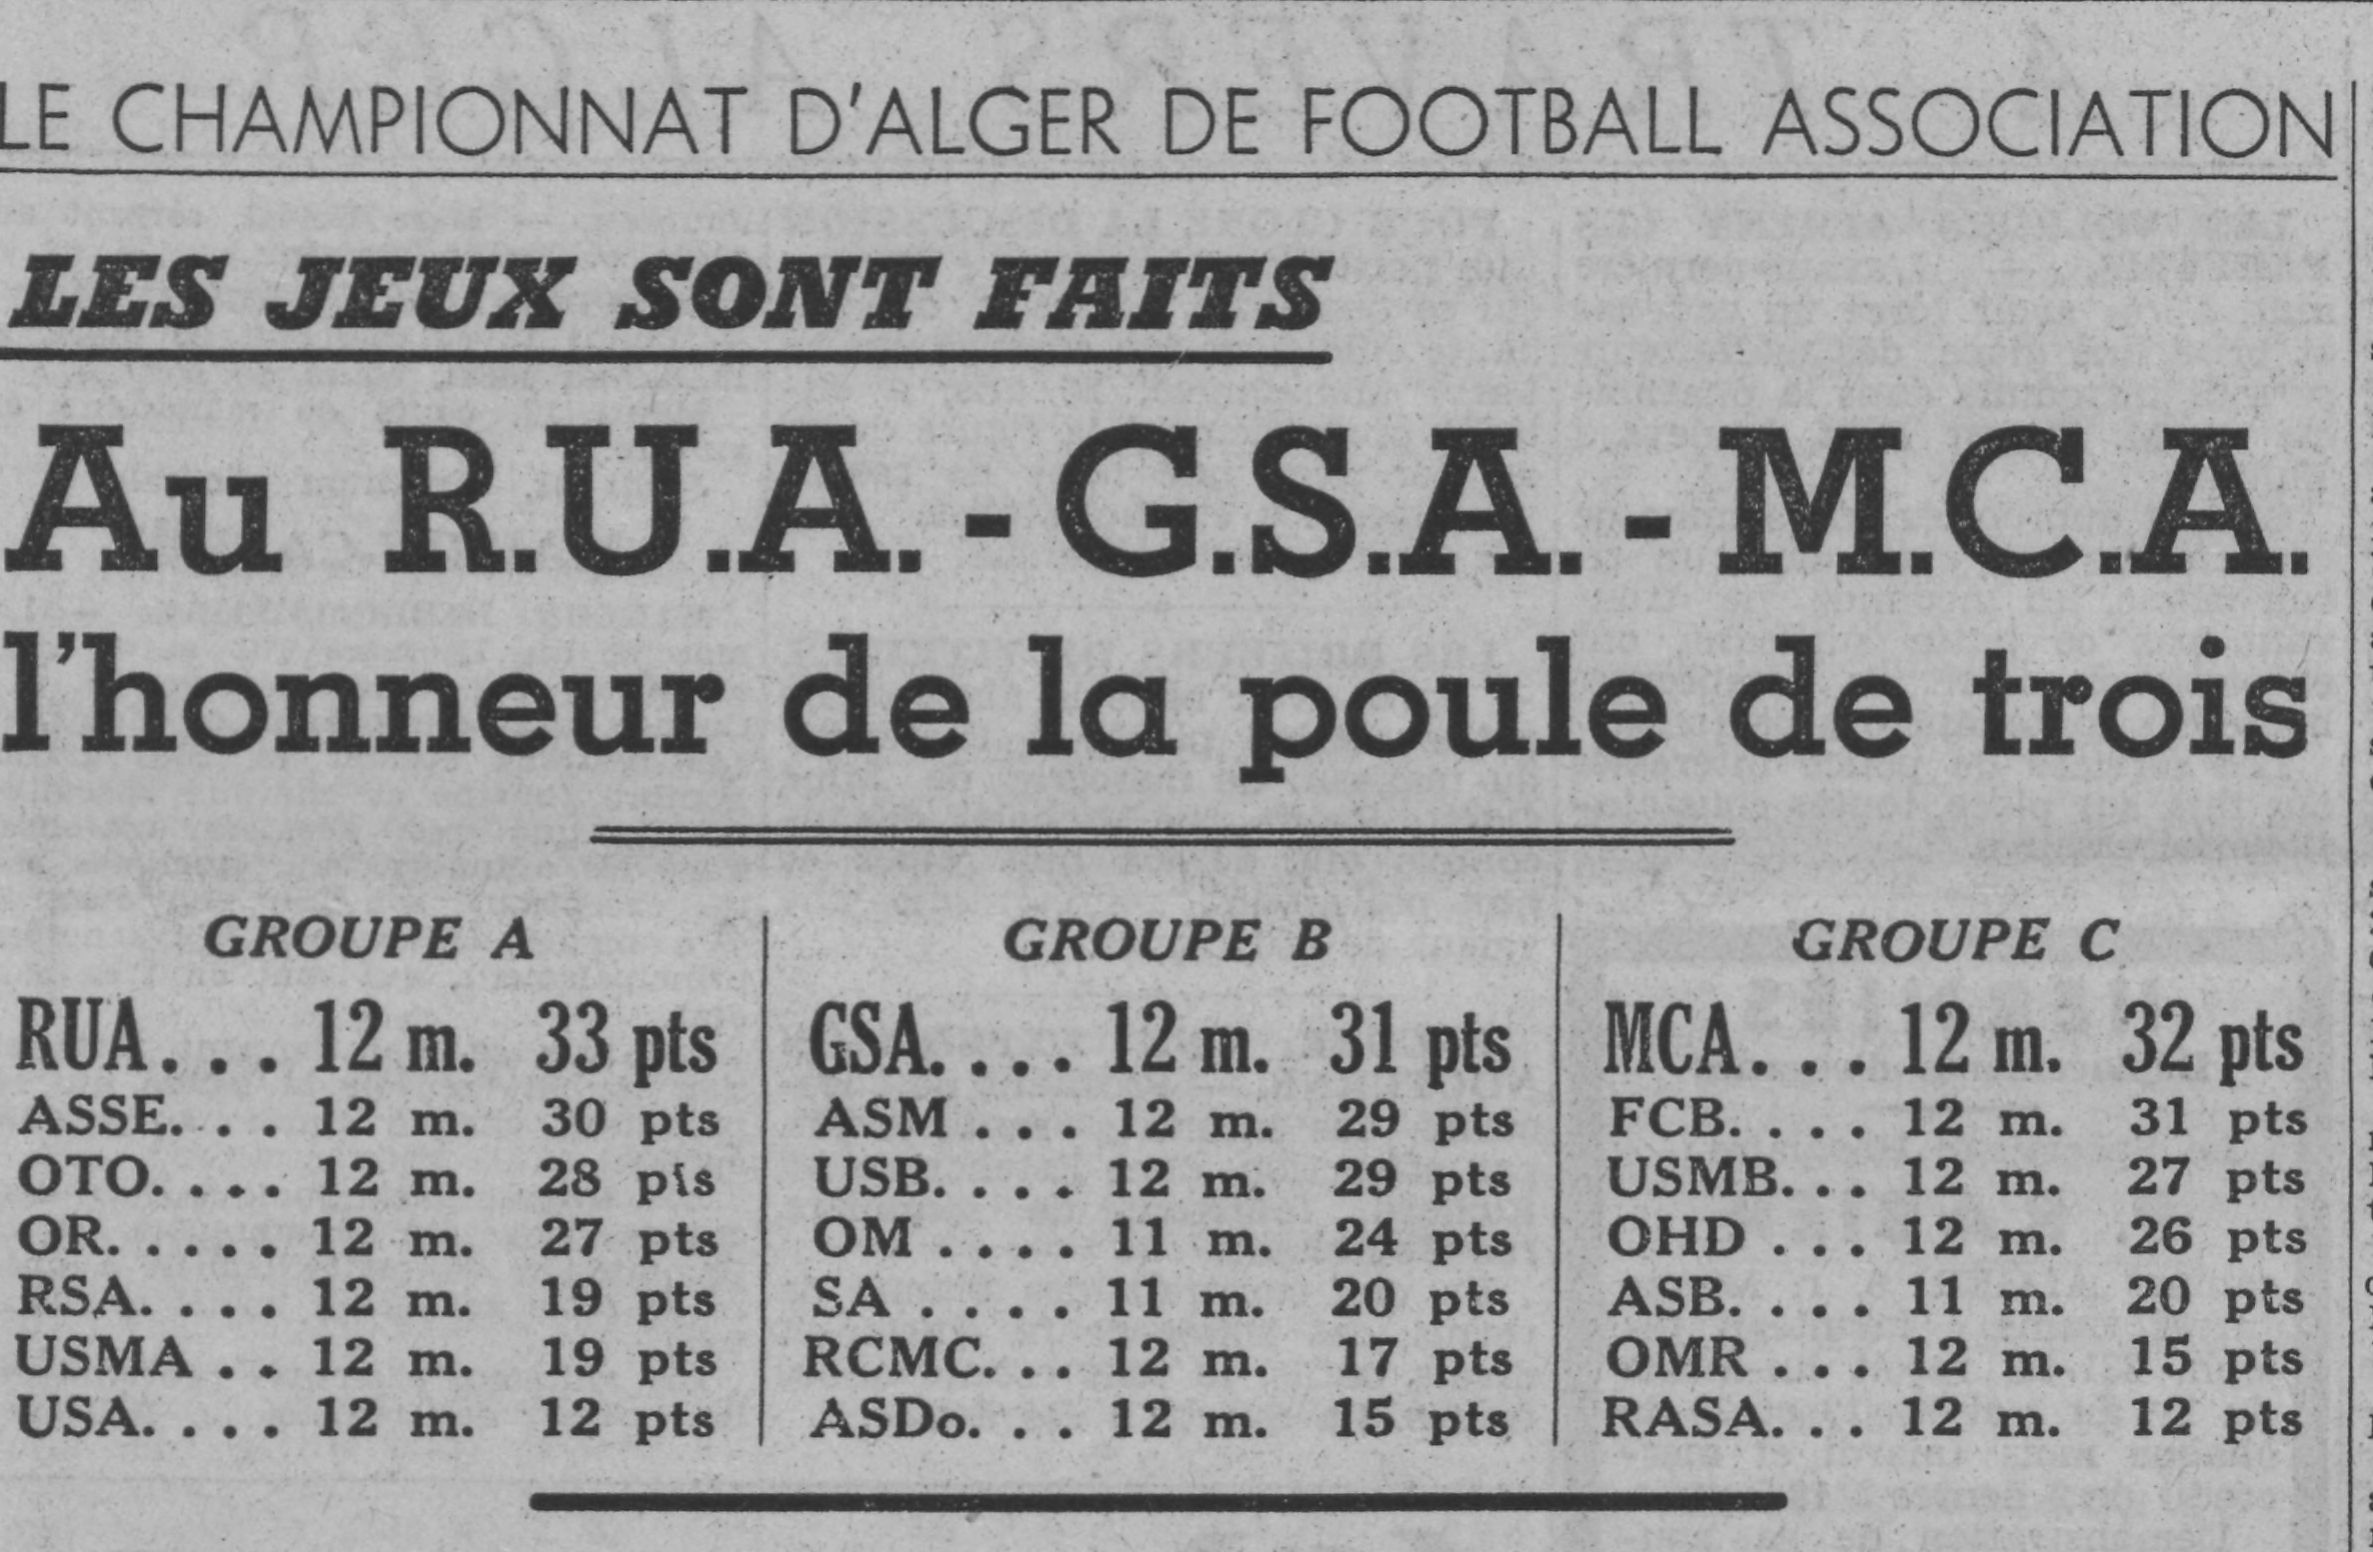 LE CHAMPIONNAT D'ALGER DE FOOTBALL ASSOCIATION
LES JEUX SONT FAITS
Au R.U.A. - G.S.A. - M.C.A.
l'honneur de la poule de trois
GROUPE A
RUA... 12 m. 33 pts
ASSE... 12 m. 30 pts
OTO.... 12 m. 28 pts
OR..... 12 m. 27 pts
RSA.... 12 m. 19 pts
USMA .. 12 m. 19 pts
USA.... 12 m. 12 pts
GROUPE B
GSA.... 12 m. 31 pts
ASM ... 12 m. 29 pts
USB.... 12 m. 29 pts
OM .... 11 m. 24 pts
SA .... 11 m. 20 pts
RCMC... 12 m. 17 pts
ASDo... 12 m. 15 pts
GROUPE C
MCA... 12 m. 32 pts
FCB.... 12 m. 31 pts
USMB... 12 m. 27 pts
OHD ... 12 m. 26 pts
ASB.... 11 m. 20 pts
OMR ... 12 m. 15 pts
RASA... 12 m. 12 pts